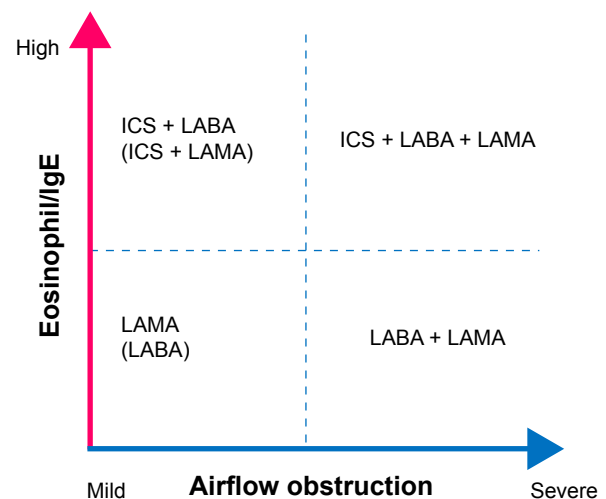 High
ICS + LABA
(ICS + LAMA)
ICS + LABA + LAMA
Eosinophil/IgE
LAMA
(LABA)
LABA + LAMA
Mild
Airflow obstruction
Severe